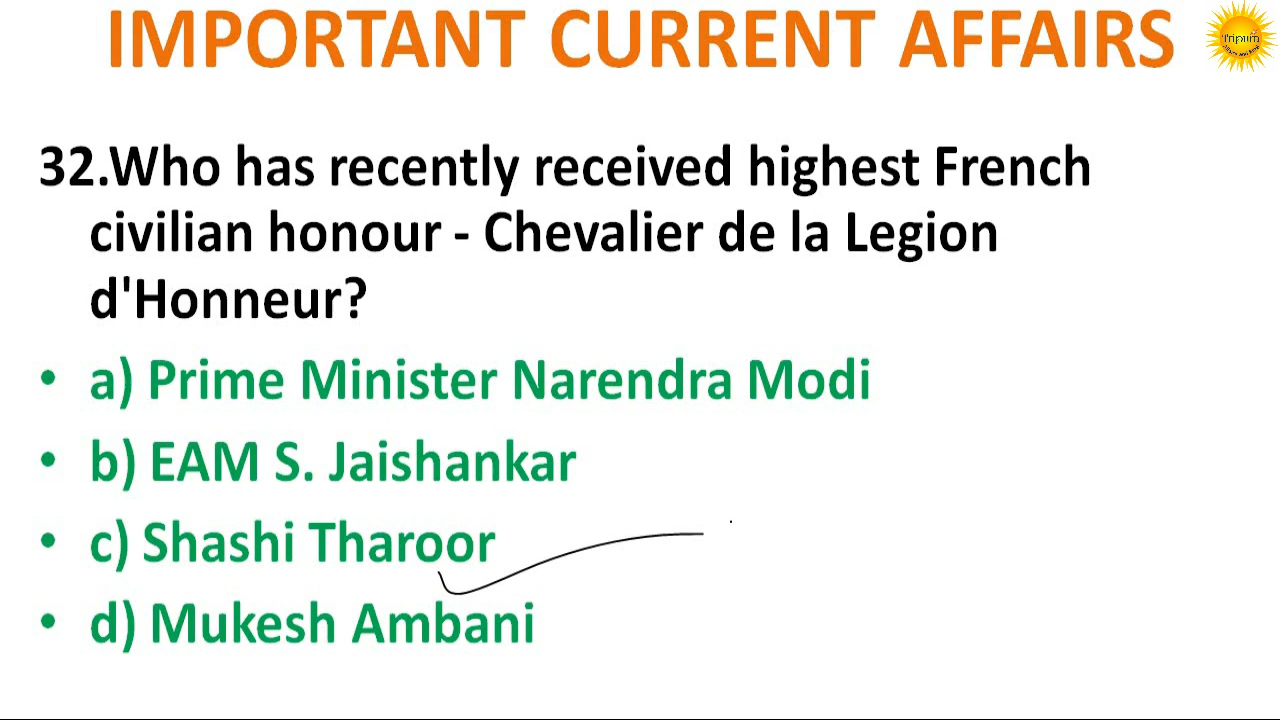 IMPORTANT CURRENT AFFAIRS
Tripura
32.Who has recently received highest French
civilian honour - Chevalier de la Legion
d'Honneur?
• a) Prime Minister Narendra Modi
• b) EAM S. Jaishankar
• c) Shashi Tharoor
• d) Mukesh Ambani